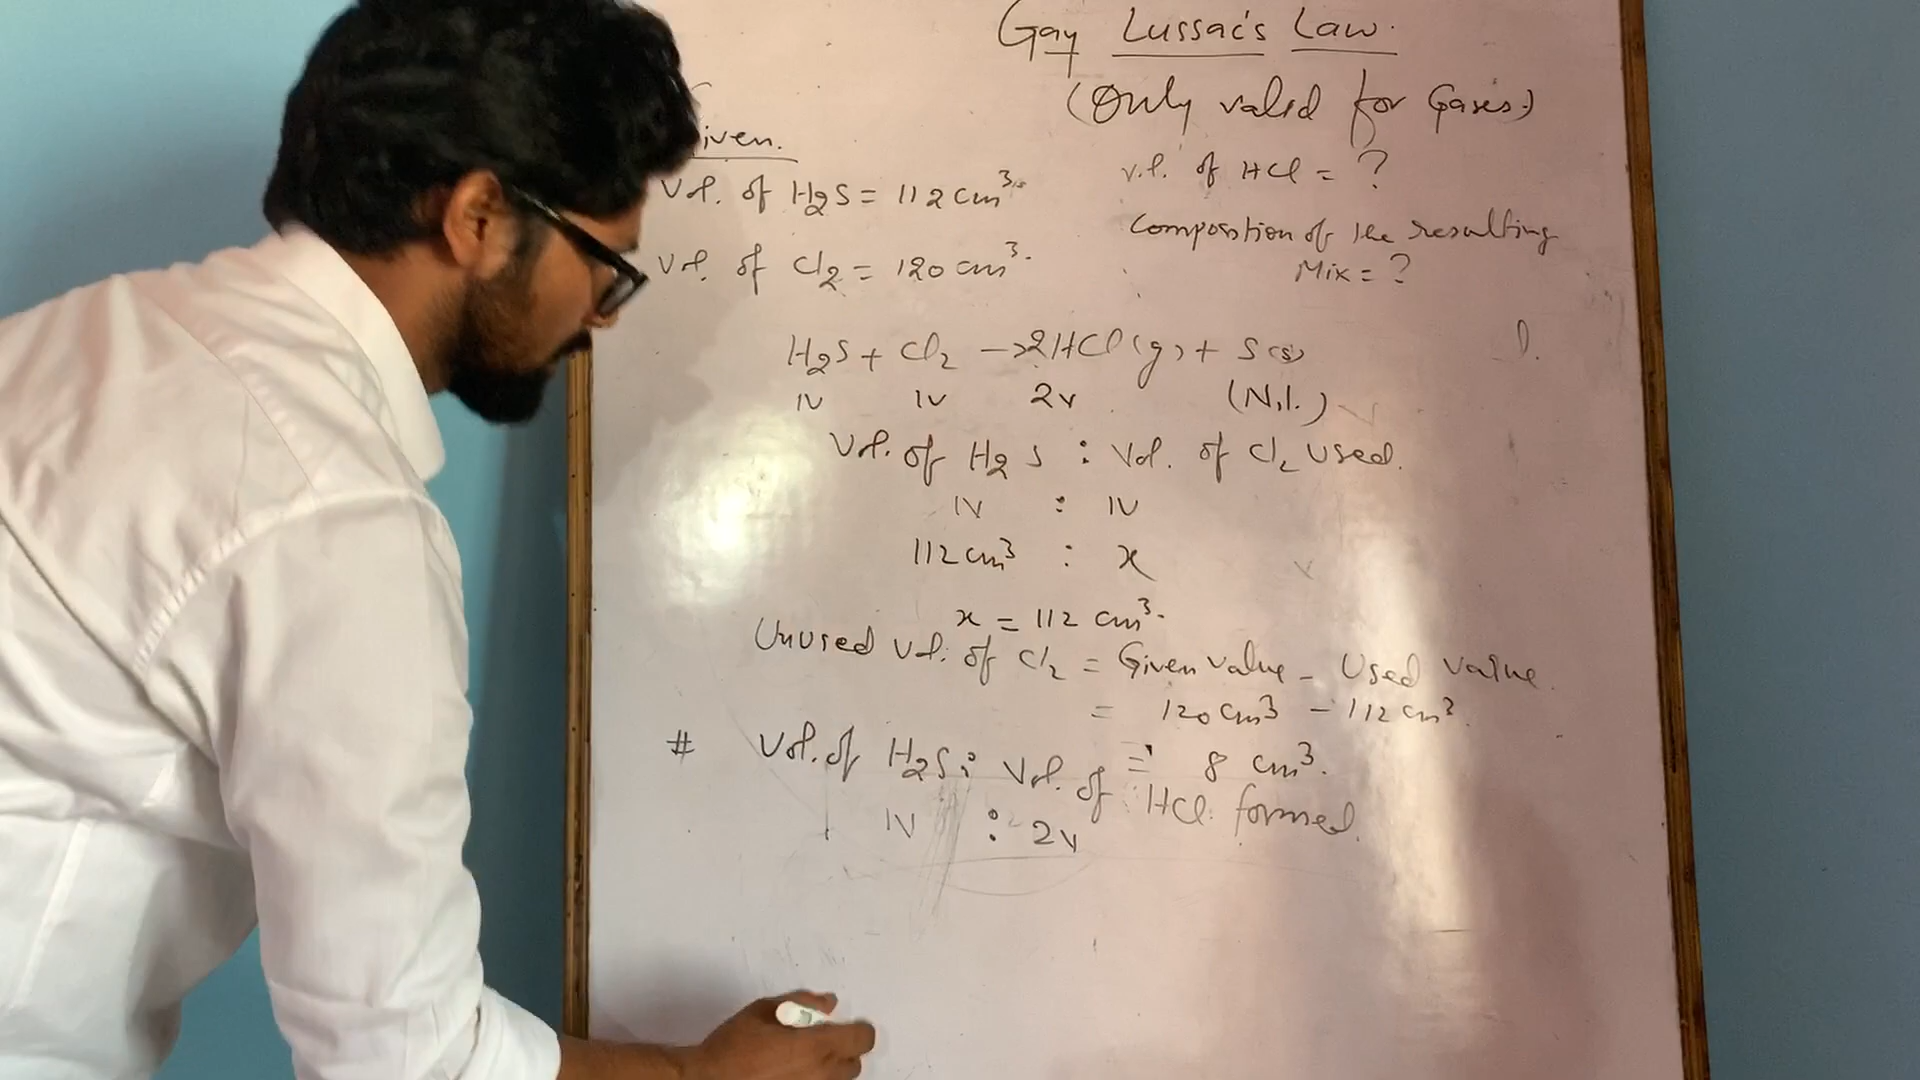 Gay Lussac's Law.
(Only valid for Gases.)
iven.
Vol. of H2S = 112 cm³
Vol. of Cl2 = 120 cm³.
vol. of HCl = ?
Composition of the resulting
Mix = ?
H2S + Cl2 → 2HCl (g) + S (s)
1V 1V 2V (Nil.)
Vol. of H2S : Vol. of Cl2 used.
1V : 1V
112 cm³ : x
x = 112 cm³.
Unused Vol. of Cl2 = Given value - Used value.
= 120 cm³ - 112 cm³.
= 8 cm³.
# Vol. of H2S : Vol. of HCl formed.
1V : 2V